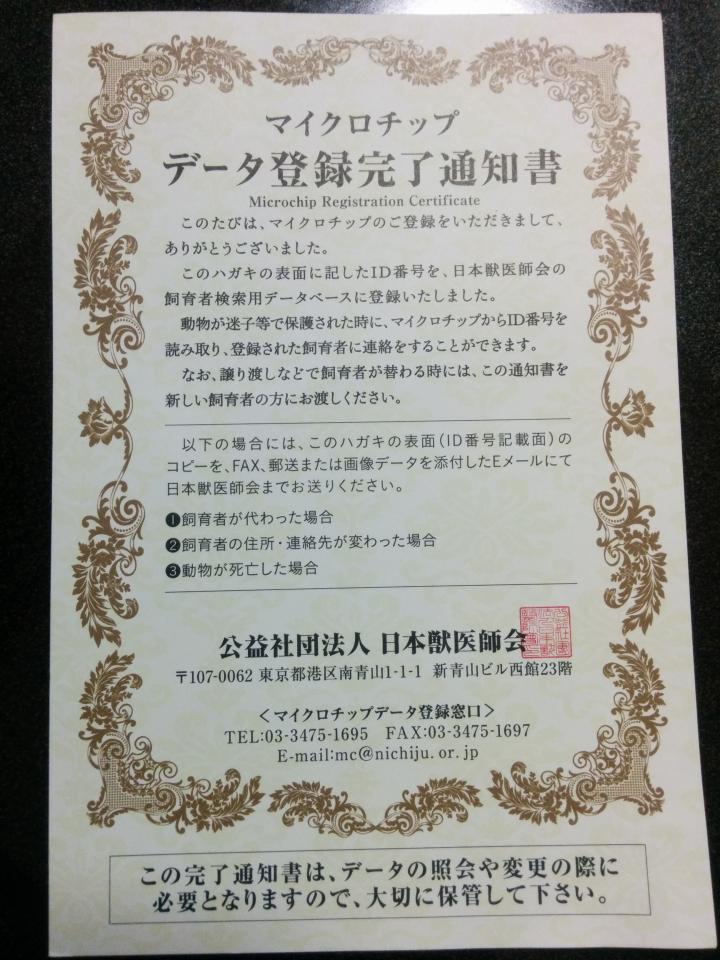 マイクロチップ
データ登録完了通知書
Microchip Registration Certificate
このたびは、マイクロチップのご登録をいただきまして、
ありがとうございました。
このハガキの表面に記したID番号を、日本獣医師会の
飼育者検索用データベースに登録いたしました。
動物が迷子等で保護された時に、マイクロチップからID番号を
読み取り、登録された飼育者に連絡をすることができます。
なお、譲り渡しなどで飼育者が替わる時には、この通知書を
新しい飼育者の方にお渡しください。
以下の場合には、このハガキの表面（ID番号記載面）の
コピーを、FAX、郵送または画像データを添付したEメールにて
日本獣医師会までお送りください。
❶飼育者が代わった場合
❷飼育者の住所・連絡先が変わった場合
❸動物が死亡した場合
公益社団法人 日本獣医師会
〒107-0062 東京都港区南青山1-1-1 新青山ビル西館23階
＜マイクロチップデータ登録窓口＞
TEL:03-3475-1695 FAX:03-3475-1697
E-mail:mc@nichiju.or.jp
この完了通知書は、データの照会や変更の際に
必要となりますので、大切に保管して下さい。